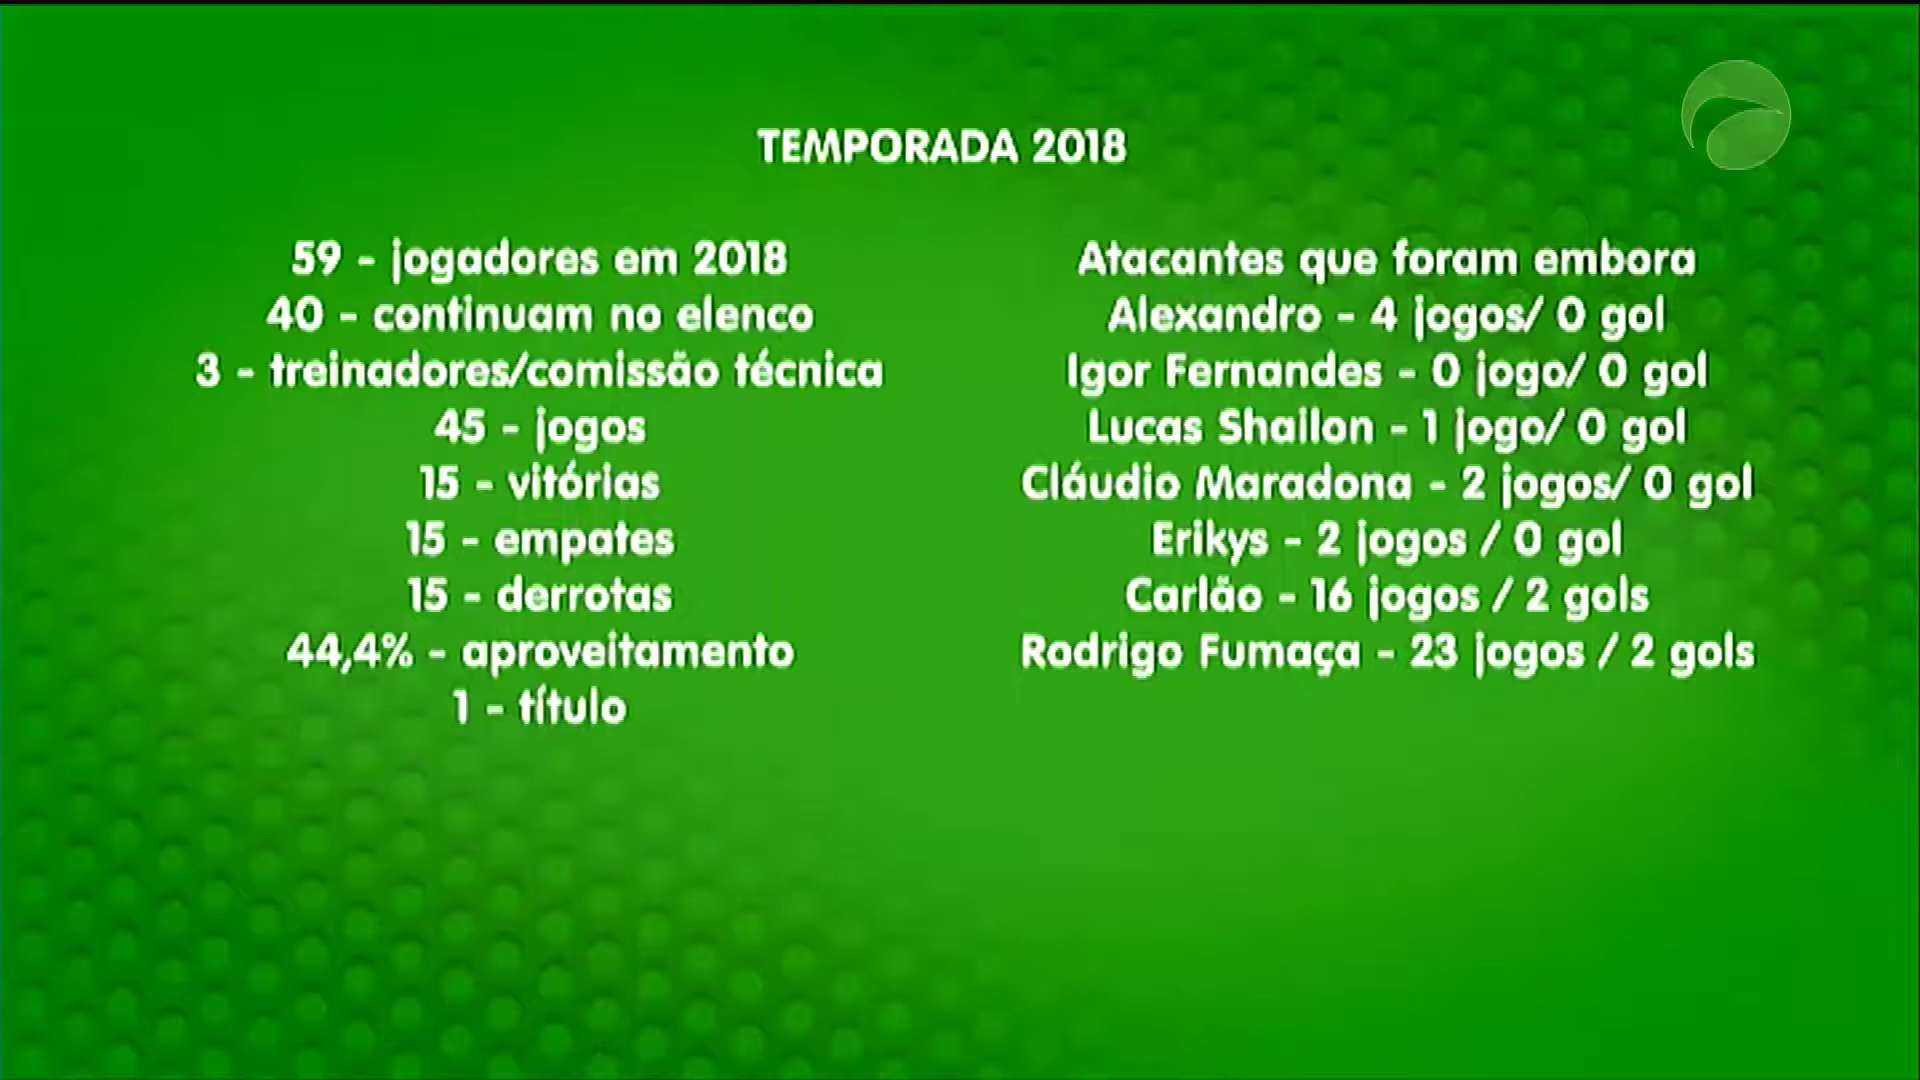 TEMPORADA 2018
59 - jogadores em 2018
40 - continuam no elenco
3 - treinadores/comissão técnica
45 - jogos
15 - vitórias
15 - empates
15 - derrotas
44,4% - aproveitamento
1 - título
Atacantes que foram embora
Alexandro - 4 jogos/ 0 gol
Igor Fernandes - 0 jogo/ 0 gol
Lucas Shallon - 1 jogo/ 0 gol
Cláudio Maradona - 2 jogos/ 0 gol
Erikys - 2 jogos / 0 gol
Carlão - 16 jogos / 2 gols
Rodrigo Fumaça - 23 jogos / 2 gols